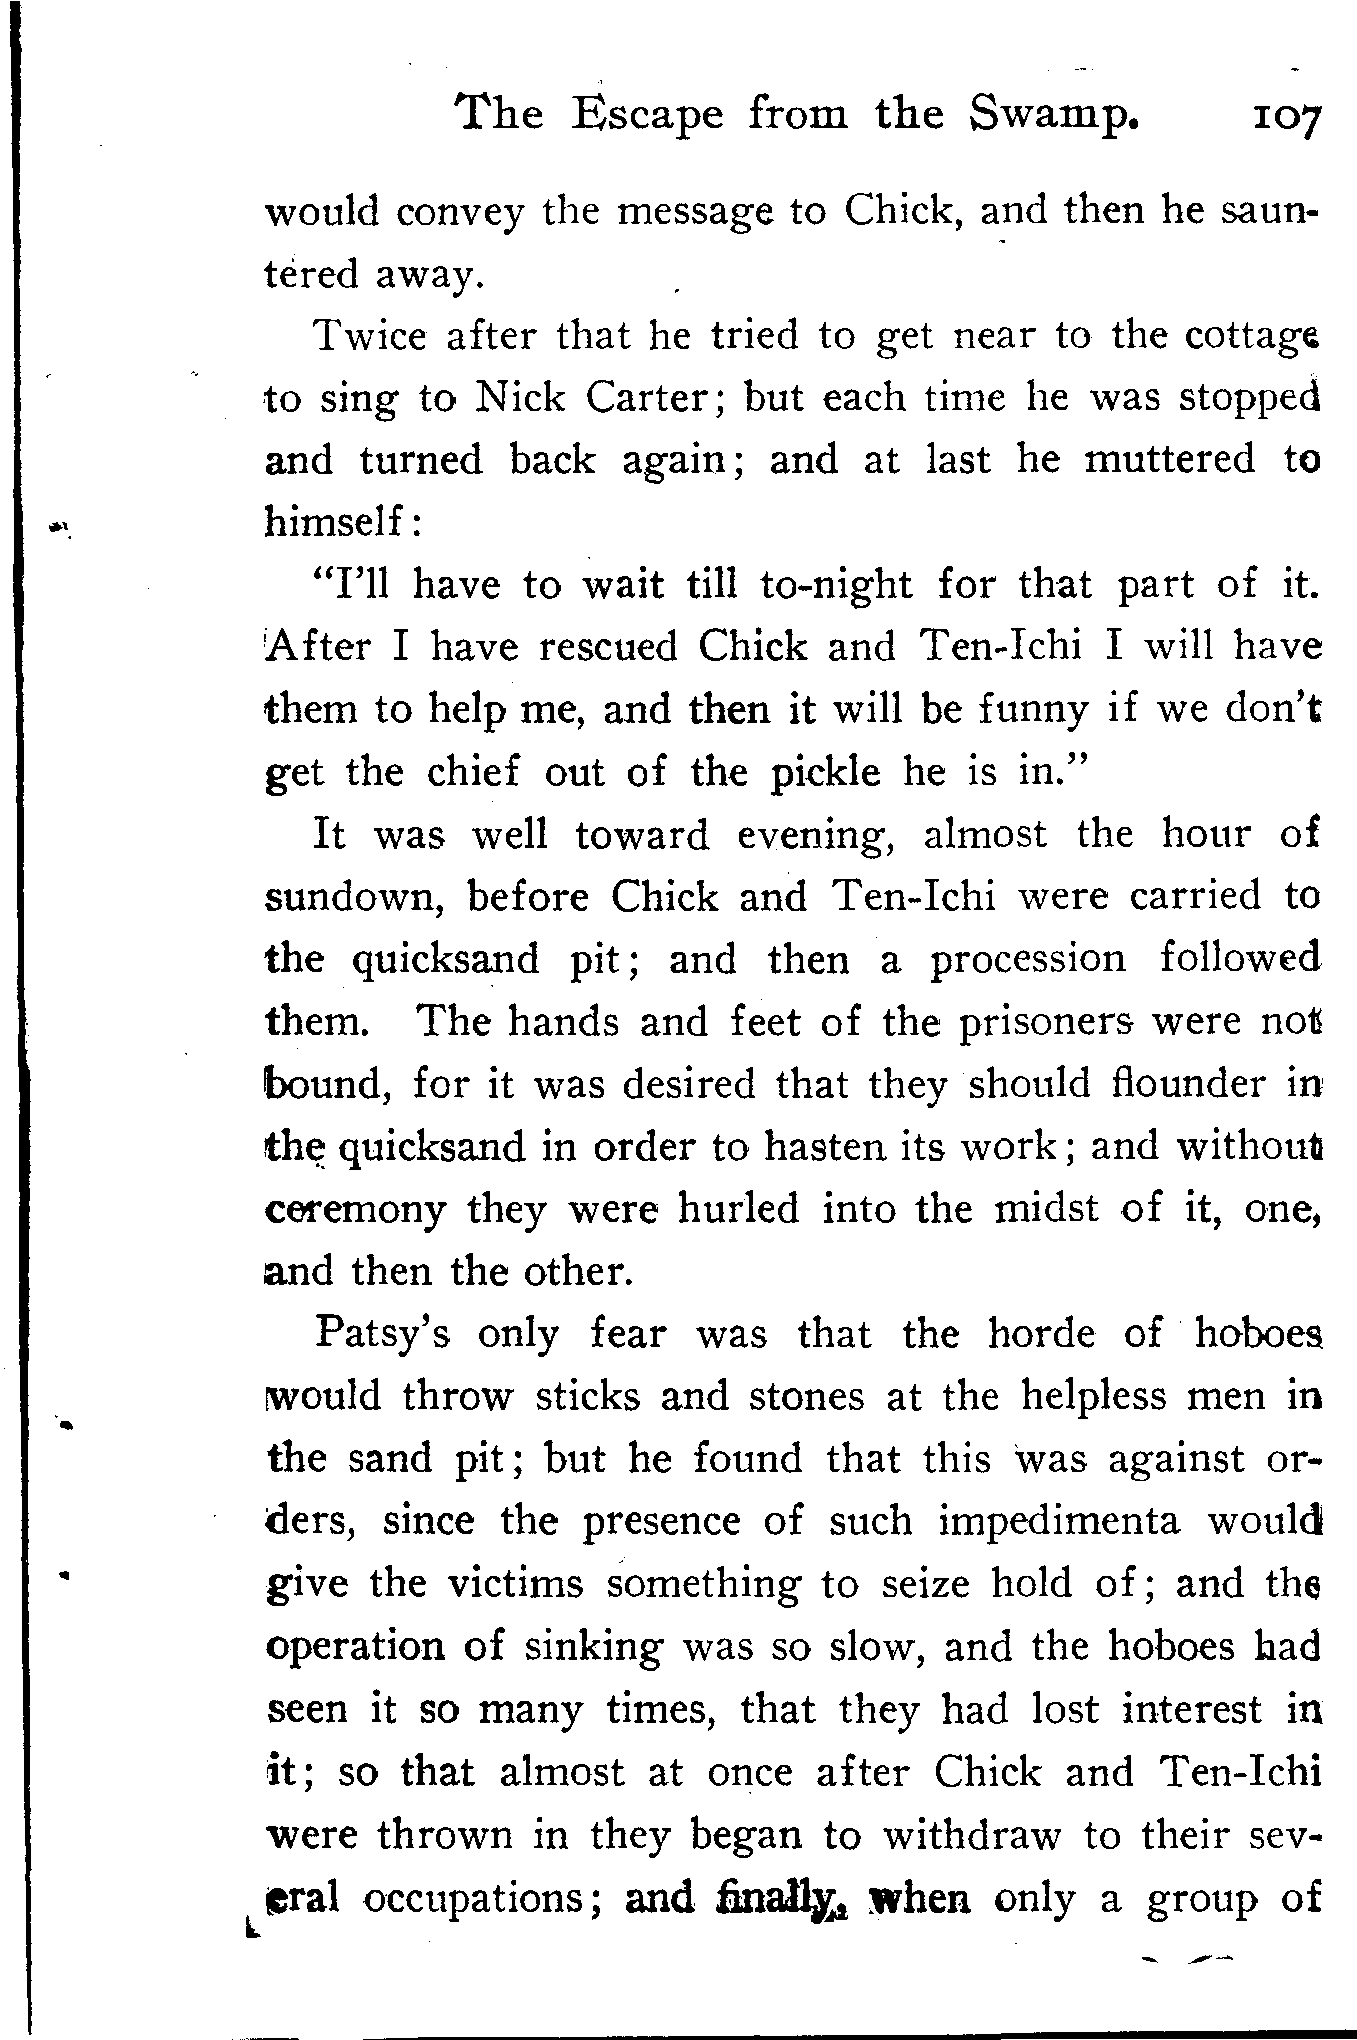 The Escape from the Swamp. 107
would convey the message to Chick, and then he saun-
tered away.
Twice after that he tried to get near to the cottage
to sing to Nick Carter; but each time he was stopped
and turned back again; and at last he muttered to
himself:
"I'll have to wait till to-night for that part of it.
After I have rescued Chick and Ten-Ichi I will have
them to help me, and then it will be funny if we don't
get the chief out of the pickle he is in."
It was well toward evening, almost the hour of
sundown, before Chick and Ten-Ichi were carried to
the quicksand pit; and then a procession followed
them. The hands and feet of the prisoners were not
bound, for it was desired that they should flounder in
the quicksand in order to hasten its work; and without
ceremony they were hurled into the midst of it, one,
and then the other.
Patsy's only fear was that the horde of hoboes
would throw sticks and stones at the helpless men in
the sand pit; but he found that this was against or-
ders, since the presence of such impedimenta would
give the victims something to seize hold of; and the
operation of sinking was so slow, and the hoboes had
seen it so many times, that they had lost interest in
it; so that almost at once after Chick and Ten-Ichi
were thrown in they began to withdraw to their sev-
eral occupations; and finally, when only a group of